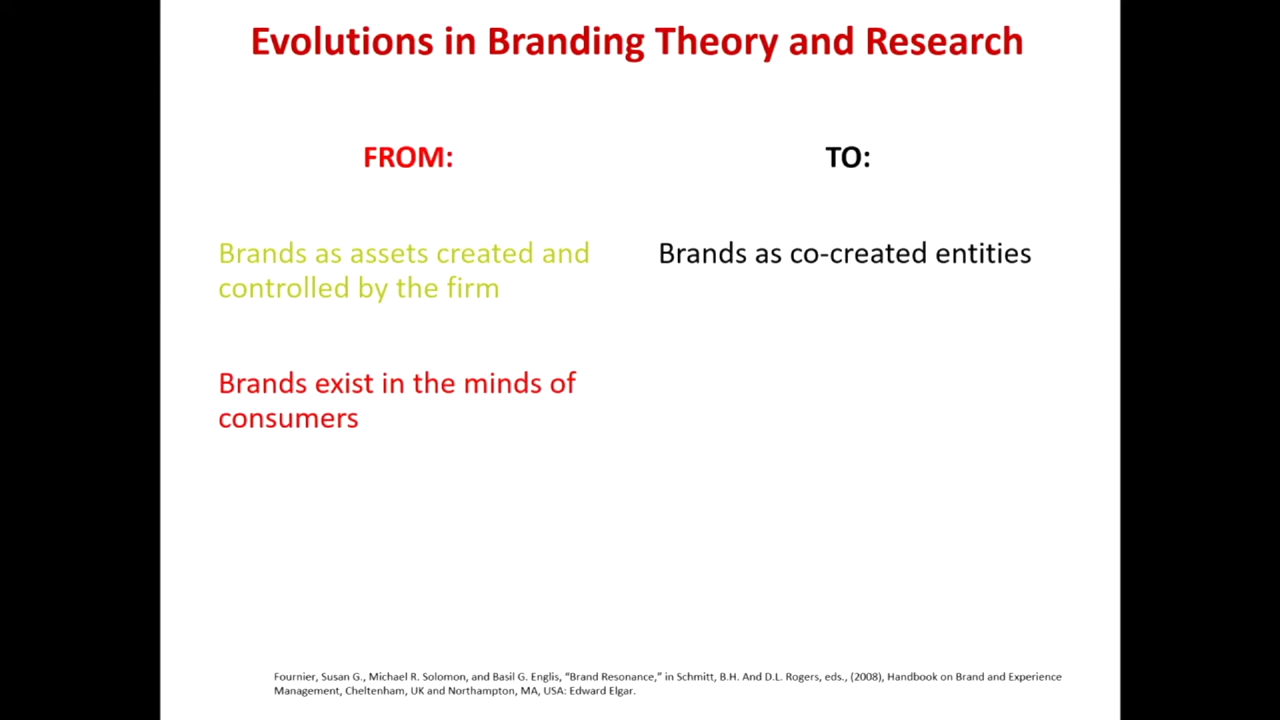 Evolutions in Branding Theory and Research
FROM:
TO:
Brands as assets created and
controlled by the firm
Brands as co-created entities
Brands exist in the minds of
consumers
Fournier, Susan G., Michael R. Solomon, and Basil G. Englis, “Brand Resonance,” in Schmitt, B.H. And D.L. Rogers, eds., (2008), Handbook on Brand and Experience
Management, Cheltenham, UK and Northampton, MA, USA: Edward Elgar.